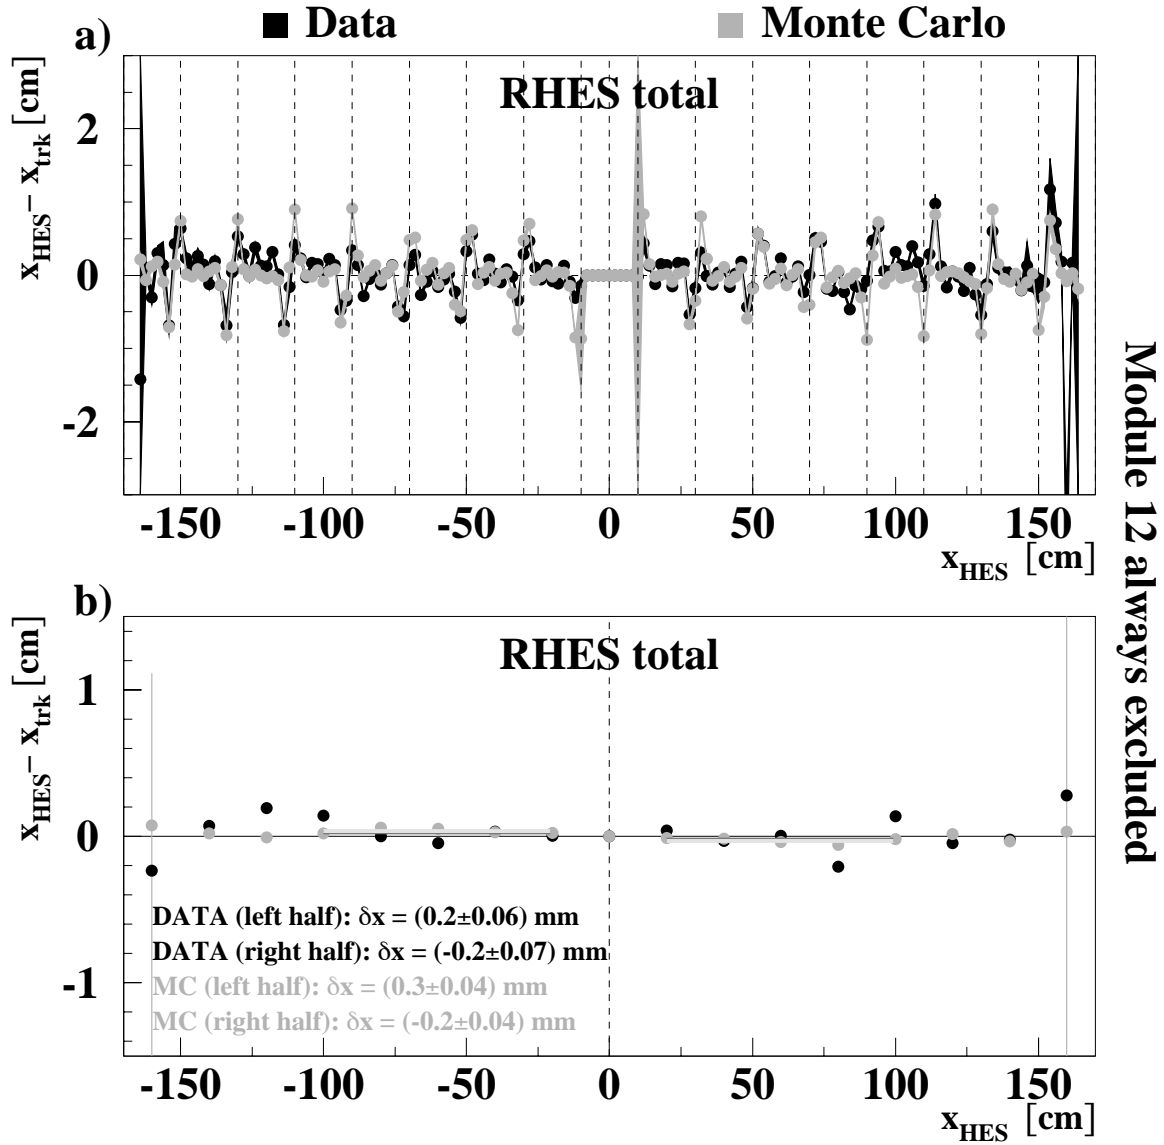 Data Monte Carlo
a)
RHES total
x_HES − x_trk [cm]
2
0
-2
-150 -100 -50 0 50 100 150
x_HES [cm]
b)
RHES total
x_HES − x_trk [cm]
1
0
-1
DATA (left half): δx = (0.2±0.06) mm
DATA (right half): δx = (-0.2±0.07) mm
MC (left half): δx = (0.3±0.04) mm
MC (right half): δx = (-0.2±0.04) mm
-150 -100 -50 0 50 100 150
x_HES [cm]
Module 12 always excluded